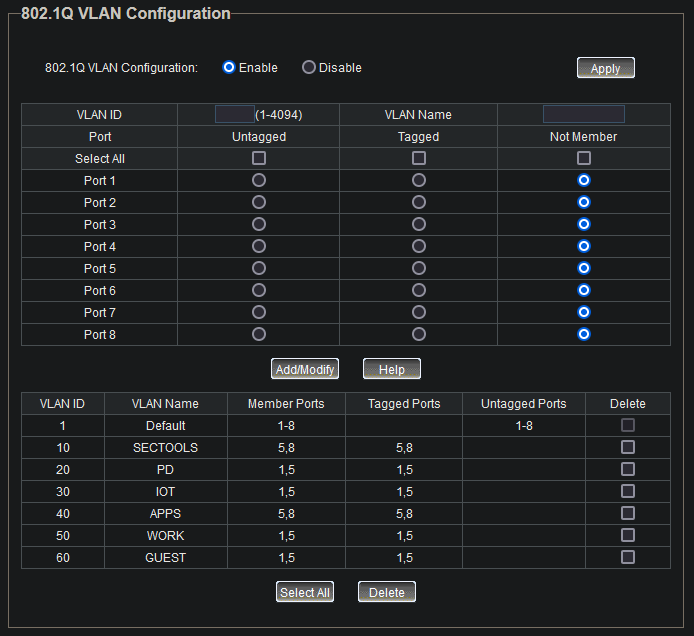 802.1Q VLAN Configuration
802.1Q VLAN Configuration: Enable Disable Apply
VLAN ID (1-4094) VLAN Name
Port Untagged Tagged Not Member
Select All
Port 1
Port 2
Port 3
Port 4
Port 5
Port 6
Port 7
Port 8
Add/Modify Help
VLAN ID VLAN Name Member Ports Tagged Ports Untagged Ports Delete
1 Default 1-8 1-8
10 SECTOOLS 5,8 5,8
20 PD 1,5 1,5
30 IOT 1,5 1,5
40 APPS 5,8 5,8
50 WORK 1,5 1,5
60 GUEST 1,5 1,5
Select All Delete